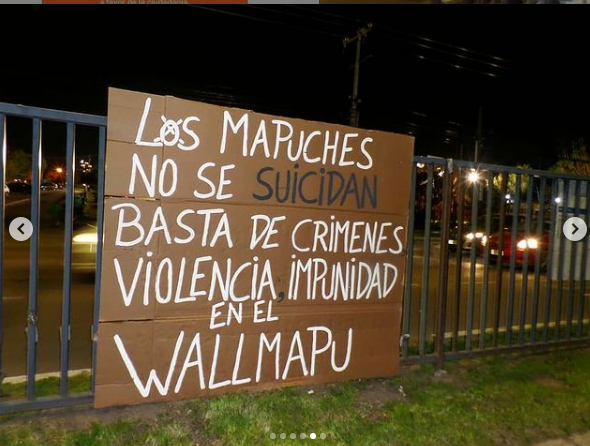 LOS MAPUCHES
NO SE SUICIDAN
BASTA DE CRIMENES
VIOLENCIA, IMPUNIDAD
EN EL
WALLMAPU